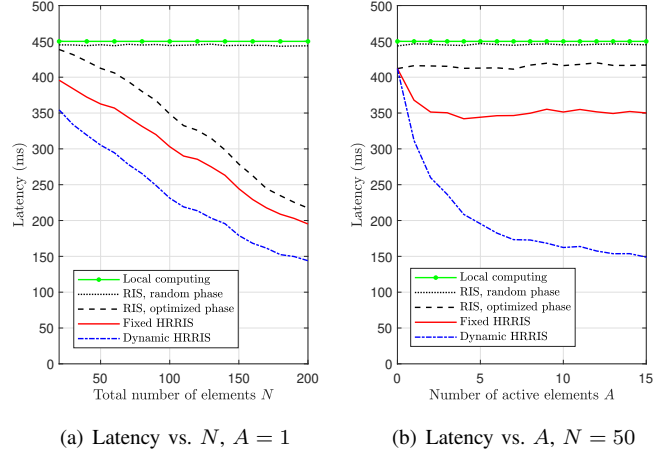 500
450
400
350
300
250
200
150
100
50
0
Latency (ms)
Local computing
RIS, random phase
RIS, optimized phase
Fixed HRRIS
Dynamic HRRIS
50 100 150 200
Total number of elements N
(a) Latency vs. N, A = 1
500
450
400
350
300
250
200
150
100
50
0
Latency (ms)
Local computing
RIS, random phase
RIS, optimized phase
Fixed HRRIS
Dynamic HRRIS
0 5 10 15
Number of active elements A
(b) Latency vs. A, N = 50